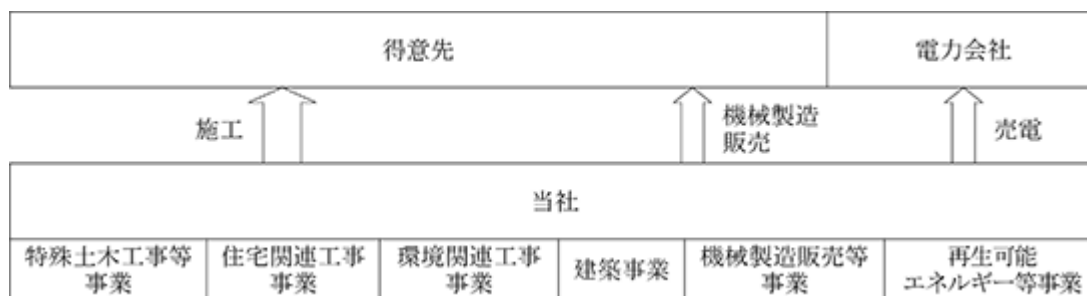 得意先
電力会社
施工
機械製造
販売
売電
当社
特殊土木工事等
事業
住宅関連工事
事業
環境関連工事
事業
建築事業
機械製造販売等
事業
再生可能
エネルギー等事業